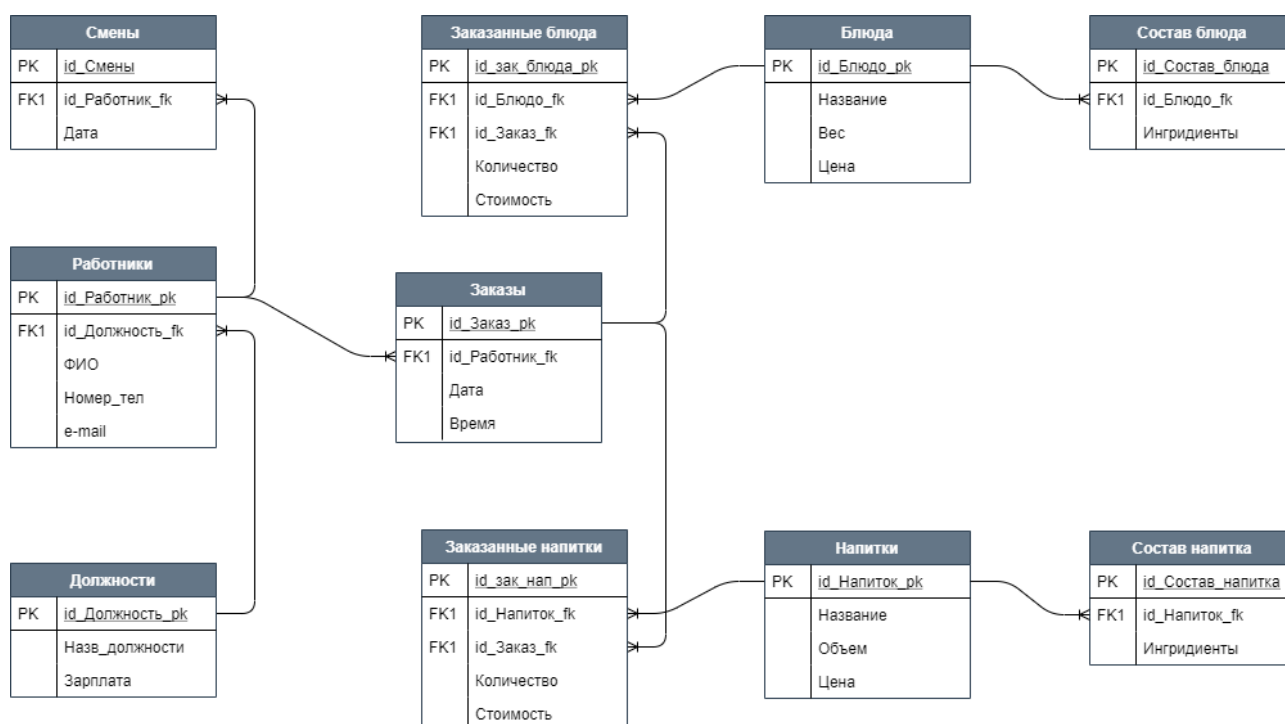 Смены
PK id_Смены
FK1 id_Работник_fk
Дата
Заказанные блюда
PK id_зак_блюда_pk
FK1 id_Блюдо_fk
FK1 id_Заказ_fk
Количество
Стоимость
Блюда
PK id_Блюдо_pk
Название
Вес
Цена
Состав блюда
PK id_Состав_блюда
FK1 id_Блюдо_fk
Ингридиенты
Работники
PK id_Работник_pk
FK1 id_Должность_fk
ФИО
Номер_тел
e-mail
Заказы
PK id_Заказ_pk
FK1 id_Работник_fk
Дата
Время
Должности
PK id_Должность_pk
Назв_должности
Зарплата
Заказанные напитки
PK id_зак_нап_pk
FK1 id_Напиток_fk
FK1 id_Заказ_fk
Количество
Стоимость
Напитки
PK id_Напиток_pk
Название
Объем
Цена
Состав напитка
PK id_Состав_напитка
FK1 id_Напиток_fk
Ингридиенты